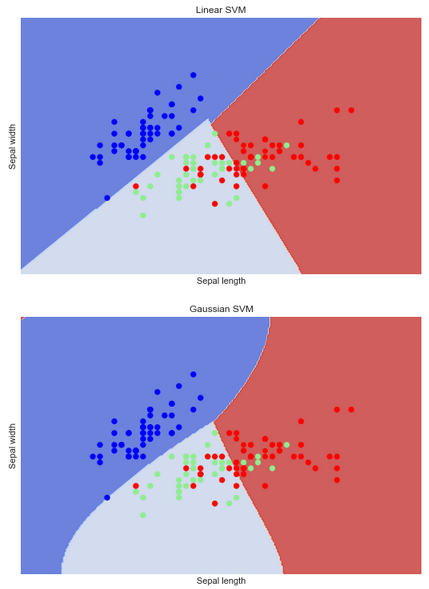 Linear SVM
Sepal width
Sepal length
Gaussian SVM
Sepal width
Sepal length